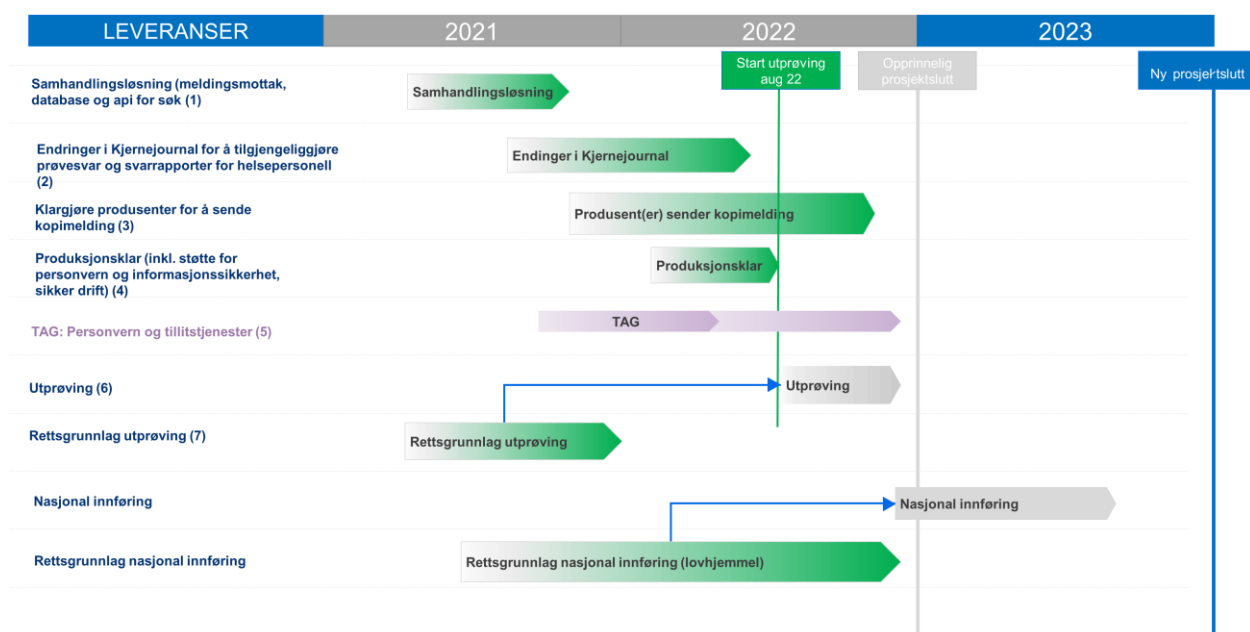 LEVERANSER
2021
2022
2023
Start utprøving
aug 22
Opprinnelig
prosjektslutt
Ny prosjektslutt
Samhandlingsløsning (meldingsmottak,
database og api for søk (1)
Samhandlingsløsning
Endringer i Kjernejournal for å tilgjengeliggjøre
prøvesvar og svarrapporter for helsepersonell
(2)
Endinger i Kjernejournal
Klargjøre produsenter for å sende
kopimelding (3)
Produsent(er) sender kopimelding
Produksjonsklar (inkl. støtte for
personvern og informasjonssikkerhet,
sikker drift) (4)
Produksjonsklar
TAG: Personvern og tillitstjenester (5)
TAG
Utprøving (6)
Utprøving
Rettsgrunnlag utprøving (7)
Rettsgrunnlag utprøving
Nasjonal innføring
Nasjonal innføring
Rettsgrunnlag nasjonal innføring
Rettsgrunnlag nasjonal innføring (lovhjemmel)